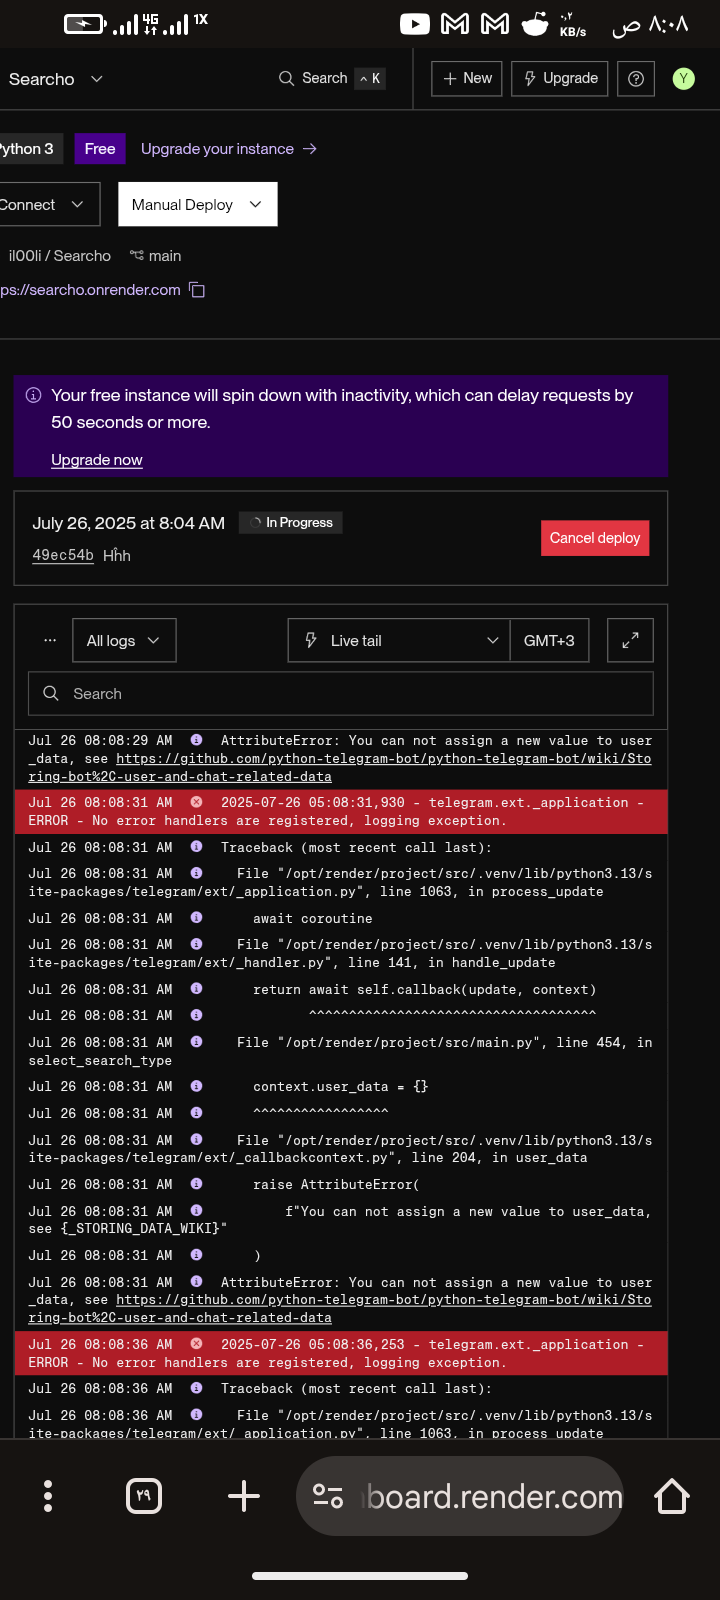 4G 1X
٠,٢ KB/s
٨:٠٨ ص
Searcho
Search ^ K
New
Upgrade
Y
Python 3
Free
Upgrade your instance →
Connect
Manual Deploy
il00li / Searcho
main
ps://searcho.onrender.com
Your free instance will spin down with inactivity, which can delay requests by
50 seconds or more.
Upgrade now
July 26, 2025 at 8:04 AM
In Progress
Cancel deploy
49ec54b
All logs
Live tail
GMT+3
Search
Jul 26 08:08:29 AM AttributeError: You can not assign a new value to user
_data, see https://github.com/python-telegram-bot/python-telegram-bot/wiki/Sto
ring-bot%2C-user-and-chat-related-data
Jul 26 08:08:31 AM 2025-07-26 05:08:31,930 - telegram.ext._application -
ERROR - No error handlers are registered, logging exception.
Jul 26 08:08:31 AM Traceback (most recent call last):
Jul 26 08:08:31 AM File "/opt/render/project/src/.venv/lib/python3.13/s
ite-packages/telegram/ext/_application.py", line 1063, in process_update
Jul 26 08:08:31 AM await coroutine
Jul 26 08:08:31 AM File "/opt/render/project/src/.venv/lib/python3.13/s
ite-packages/telegram/ext/_handler.py", line 141, in handle_update
Jul 26 08:08:31 AM return await self.callback(update, context)
Jul 26 08:08:31 AM ^^^^^^^^^^^^^^^^^^^^^^^^^^^^^^^^^^^^
Jul 26 08:08:31 AM File "/opt/render/project/src/main.py", line 454, in
select_search_type
Jul 26 08:08:31 AM context.user_data = {}
Jul 26 08:08:31 AM ^^^^^^^^^^^^^^^^^
Jul 26 08:08:31 AM File "/opt/render/project/src/.venv/lib/python3.13/s
ite-packages/telegram/ext/_callbackcontext.py", line 204, in user_data
Jul 26 08:08:31 AM raise AttributeError(
Jul 26 08:08:31 AM f"You can not assign a new value to user_data,
see {_STORING_DATA_WIKI}"
Jul 26 08:08:31 AM )
Jul 26 08:08:31 AM AttributeError: You can not assign a new value to user
_data, see https://github.com/python-telegram-bot/python-telegram-bot/wiki/Sto
ring-bot%2C-user-and-chat-related-data
Jul 26 08:08:36 AM 2025-07-26 05:08:36,253 - telegram.ext._application -
ERROR - No error handlers are registered, logging exception.
Jul 26 08:08:36 AM Traceback (most recent call last):
Jul 26 08:08:36 AM File "/opt/render/project/src/.venv/lib/python3.13/s
ite-packages/telegram/ext/_application.py", line 1063, in process_update
٢٩
board.render.com